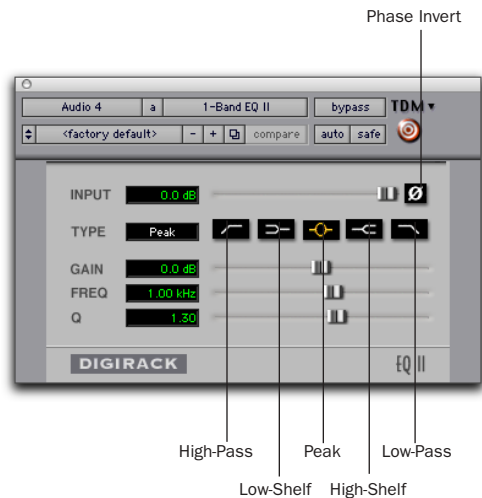 Phase Invert
Audio 4 a 1-Band EQ II bypass TDM
<factory default> - + compare auto safe
INPUT 0.0 dB Ø
TYPE Peak
GAIN 0.0 dB
FREQ 1.00 kHz
Q 1.30
DIGIRACK EQ II
High-Pass Peak Low-Pass
Low-Shelf High-Shelf